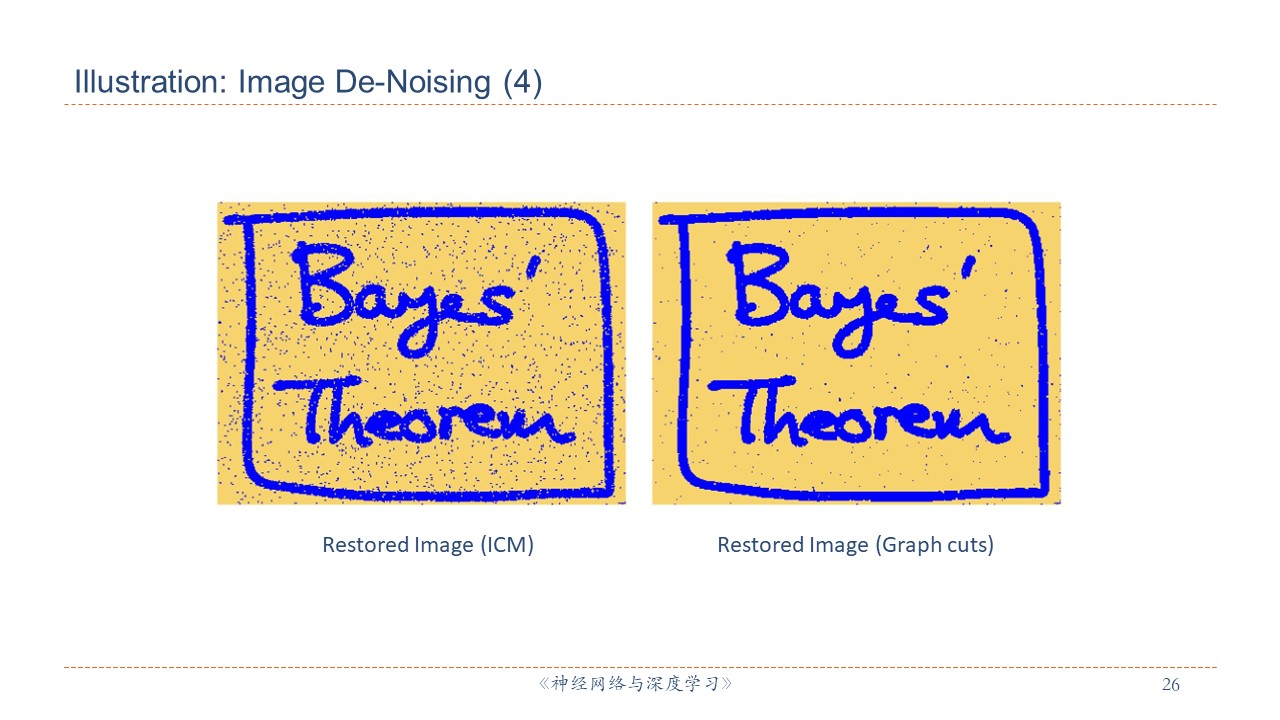 Illustration: Image De-Noising (4)
Bayes'
Theorem
Bayes'
Theorem
Restored Image (ICM)
Restored Image (Graph cuts)
《神经网络与深度学习》
26